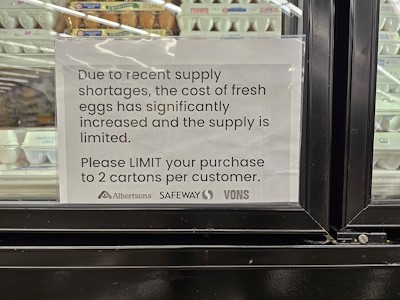 Due to recent supply
shortages, the cost of fresh
eggs has significantly
increased and the supply is
limited.
Please LIMIT your purchase
to 2 cartons per customer.
Albertsons SAFEWAY VONS